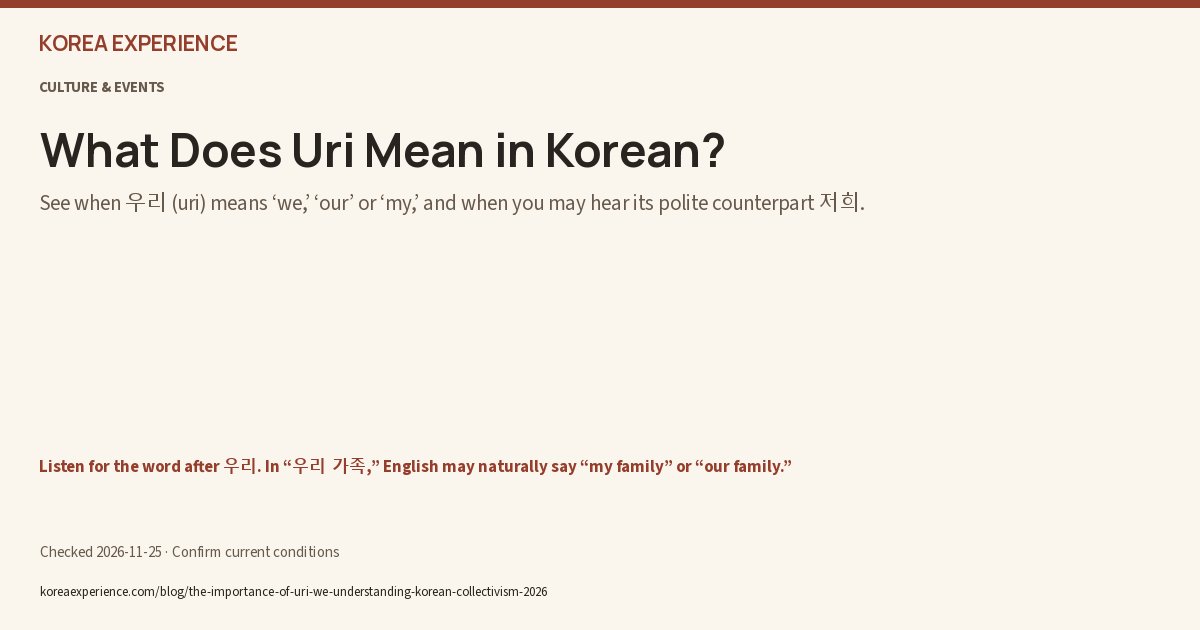 KOREA EXPERIENCE
CULTURE & EVENTS
What Does Uri Mean in Korean?
See when 우리 (uri) means ‘we,’ ‘our’ or ‘my,’ and when you may hear its polite counterpart 저희.
Listen for the word after 우리. In “우리 가족,” English may naturally say “my family” or “our family.”
Checked 2026-11-25 · Confirm current conditions
koreaexperience.com/blog/the-importance-of-uri-we-understanding-korean-collectivism-2026